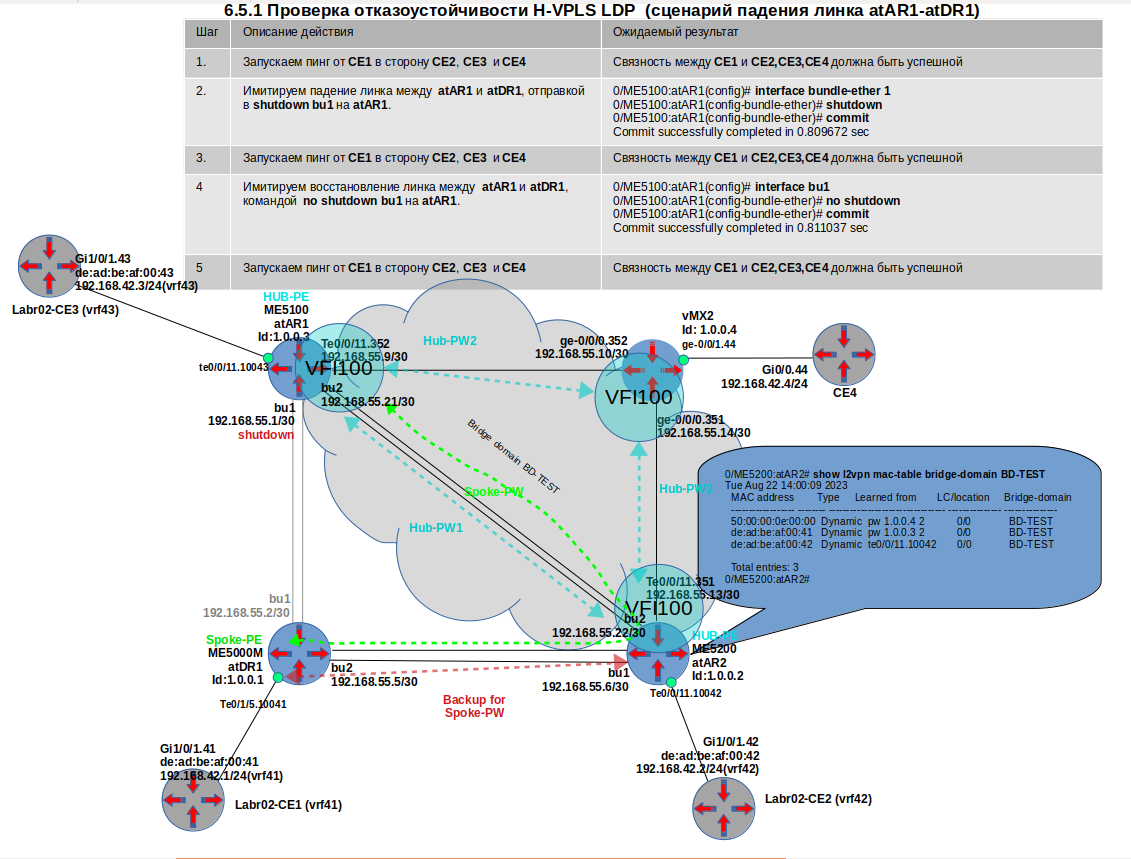 6.5.1 Проверка отказоустойчивости H-VPLS LDP (сценарий падения линка atAR1-atDR1)
Шаг Описание действия Ожидаемый результат
1. Запускаем пинг от CE1 в сторону CE2, CE3 и CE4 Связность между CE1 и CE2,CE3,CE4 должна быть успешной
2. Имитируем падение линка между atAR1 и atDR1, отправкой
в shutdown bu1 на atAR1.
0/ME5100:atAR1(config)# interface bundle-ether 1
0/ME5100:atAR1(config-bundle-ether)# shutdown
0/ME5100:atAR1(config-bundle-ether)# commit
Commit successfully completed in 0.809672 sec
3. Запускаем пинг от CE1 в сторону CE2, CE3 и CE4 Связность между CE1 и CE2,CE3,CE4 должна быть успешной
4 Имитируем восстановление линка между atAR1 и atDR1,
командой no shutdown bu1 на atAR1.
0/ME5100:atAR1(config)# interface bu1
0/ME5100:atAR1(config-bundle-ether)# no shutdown
0/ME5100:atAR1(config-bundle-ether)# commit
Commit successfully completed in 0.811037 sec
5 Запускаем пинг от CE1 в сторону CE2, CE3 и CE4 Связность между CE1 и CE2,CE3,CE4 должна быть успешной
Gi1/0/1.43
de:ad:be:af:00:43
192.168.42.3/24(vrf43)
Labr02-CE3 (vrf43)
HUB-PE
ME5100
atAR1
Id:1.0.0.3
te0/0/11.10043
Te0/0/11.352
192.168.55.9/30
VFI100
bu2
192.168.55.21/30
bu1
192.168.55.1/30
shutdown
Hub-PW2
ge-0/0/0.352
192.168.55.10/30
vMX2
Id: 1.0.0.4
ge-0/0/1.44
VFI100
Gi0/0.44
192.168.42.4/24
CE4
ge-0/0/0.351
192.168.55.14/30
Bridge domain BD-TEST
Spoke-PW
Hub-PW1
Hub-PW2
0/ME5200:atAR2# show l2vpn mac-table bridge-domain BD-TEST
Tue Aug 22 14:00:09 2023
MAC address Type Learned from LC/location Bridge-domain
------------------ -------- ---------------- ------------- ---------------
50:00:00:0e:00:00 Dynamic pw 1.0.0.4 2 0/0 BD-TEST
de:ad:be:af:00:41 Dynamic pw 1.0.0.3 2 0/0 BD-TEST
de:ad:be:af:00:42 Dynamic te0/0/11.10042 0/0 BD-TEST
Total entries: 3
0/ME5200:atAR2#
bu1
192.168.55.2/30
Te0/0/11.351
192.168.55.13/30
VFI100
bu2
192.168.55.22/30
Spoke-PE
ME5000M
atDR1
Id:1.0.0.1
bu2
192.168.55.5/30
HUB-PE
ME5200
atAR2
Id:1.0.0.2
bu1
192.168.55.6/30
Te0/0/11.10042
Te0/1/5.10041
Backup for
Spoke-PW
Gi1/0/1.41
de:ad:be:af:00:41
192.168.42.1/24(vrf41)
Labr02-CE1 (vrf41)
Gi1/0/1.42
de:ad:be:af:00:42
192.168.42.2/24(vrf42)
Labr02-CE2 (vrf42)